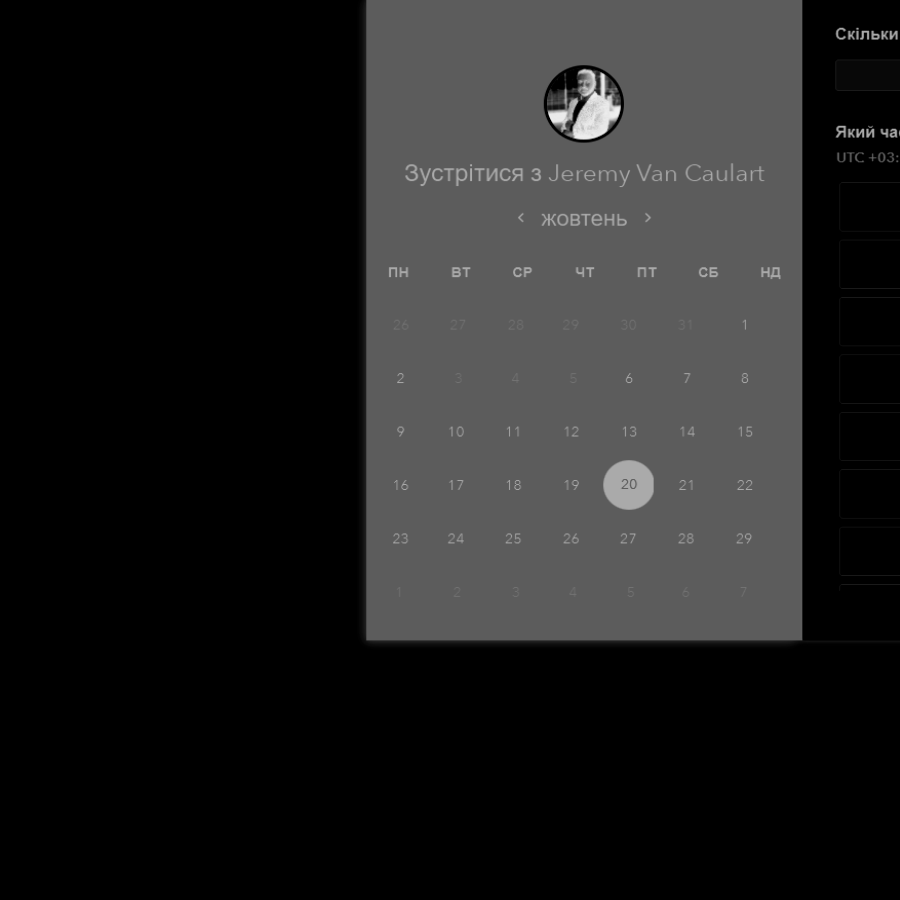 Зустрітися з Jeremy Van Caulart
жовтень
ПН ВТ СР ЧТ ПТ СБ НД
26 27 28 29 30 31 1
2 3 4 5 6 7 8
9 10 11 12 13 14 15
16 17 18 19 20 21 22
23 24 25 26 27 28 29
1 2 3 4 5 6 7
Скільки
Який
UTC +03: